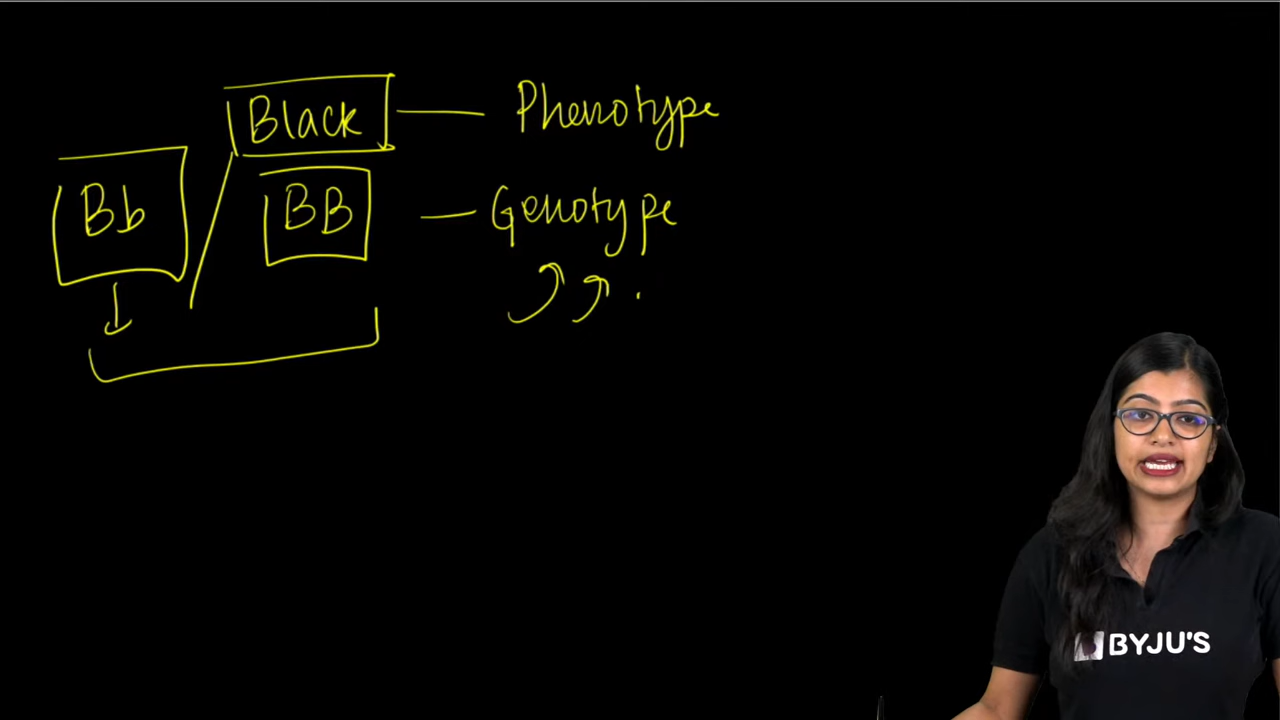 Black — Phenotype
Bb / BB — Genotype
BYJU'S